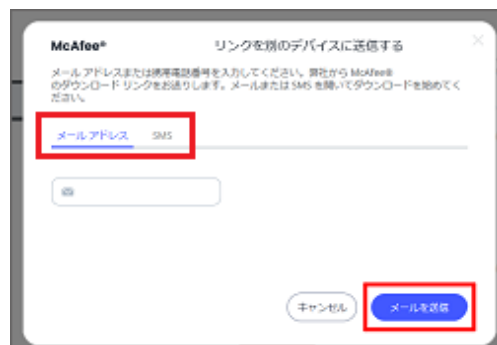 McAfee® リンクを別のデバイスに送信する
メール アドレスまたは携帯電話番号を入力してください。弊社から McAfee®
のダウンロード リンクをお送りします。メールまたは SMS を開いてダウンロードを始めてく
ださい。
メール アドレス SMS
キャンセル メールを送信